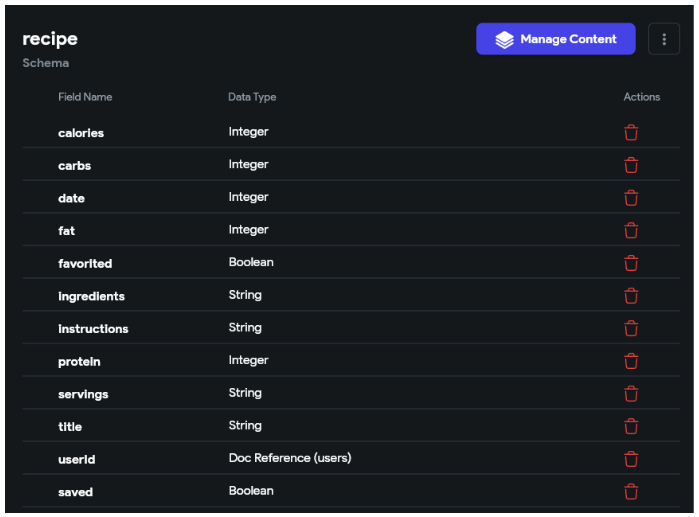 recipe
Manage Content
Schema
Field Name Data Type Actions
calories Integer
carbs Integer
date Integer
fat Integer
favorited Boolean
ingredients String
instructions String
protein Integer
servings String
title String
userId Doc Reference (users)
saved Boolean